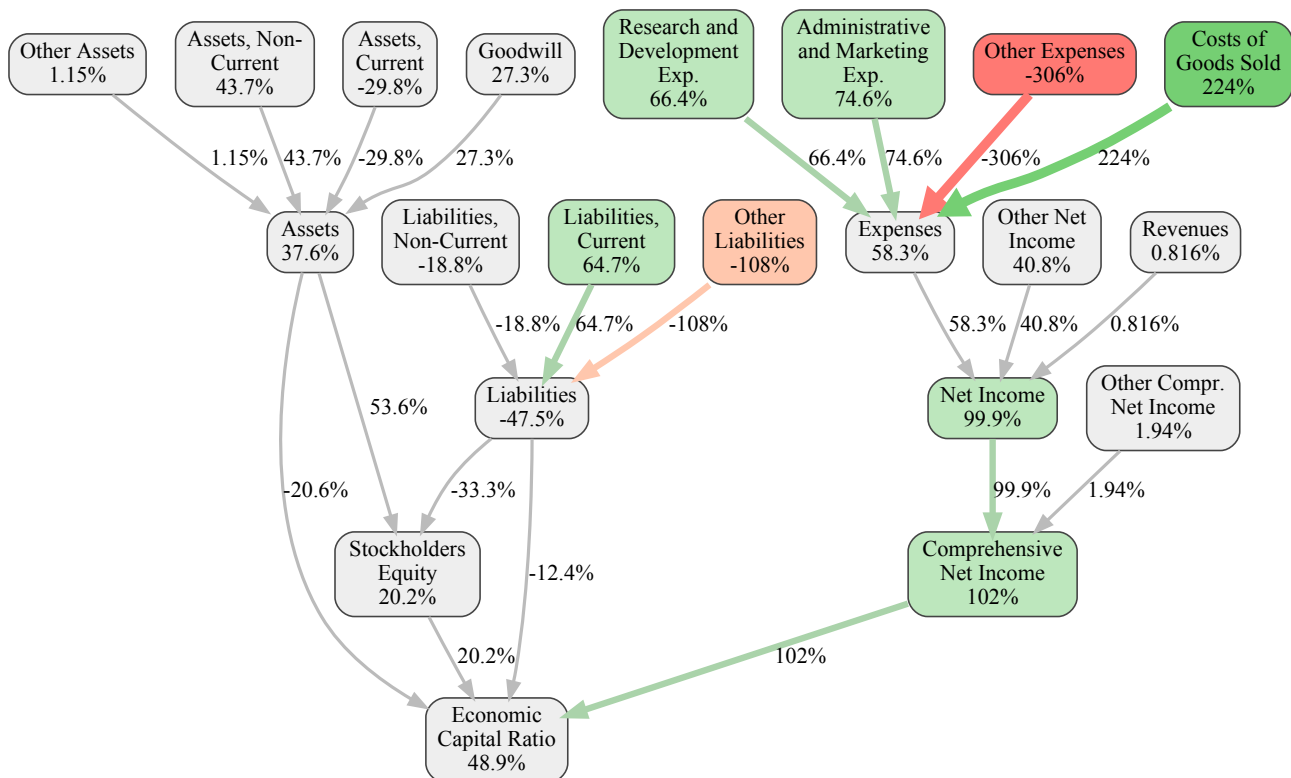 Other Assets
1.15%
Assets, Non-
Current
43.7%
Assets,
Current
-29.8%
Goodwill
27.3%
Research and
Development
Exp.
66.4%
Administrative
and Marketing
Exp.
74.6%
Other Expenses
-306%
Costs of
Goods Sold
224%
1.15%
43.7%
-29.8%
27.3%
66.4%
74.6%
-306%
224%
Assets
37.6%
Liabilities,
Non-Current
-18.8%
Liabilities,
Current
64.7%
Other
Liabilities
-108%
Expenses
58.3%
Other Net
Income
40.8%
Revenues
0.816%
-18.8%
64.7%
-108%
58.3%
40.8%
0.816%
53.6%
Liabilities
-47.5%
Net Income
99.9%
Other Compr.
Net Income
1.94%
-20.6%
-33.3%
99.9%
1.94%
Stockholders
Equity
20.2%
-12.4%
Comprehensive
Net Income
102%
20.2%
102%
Economic
Capital Ratio
48.9%